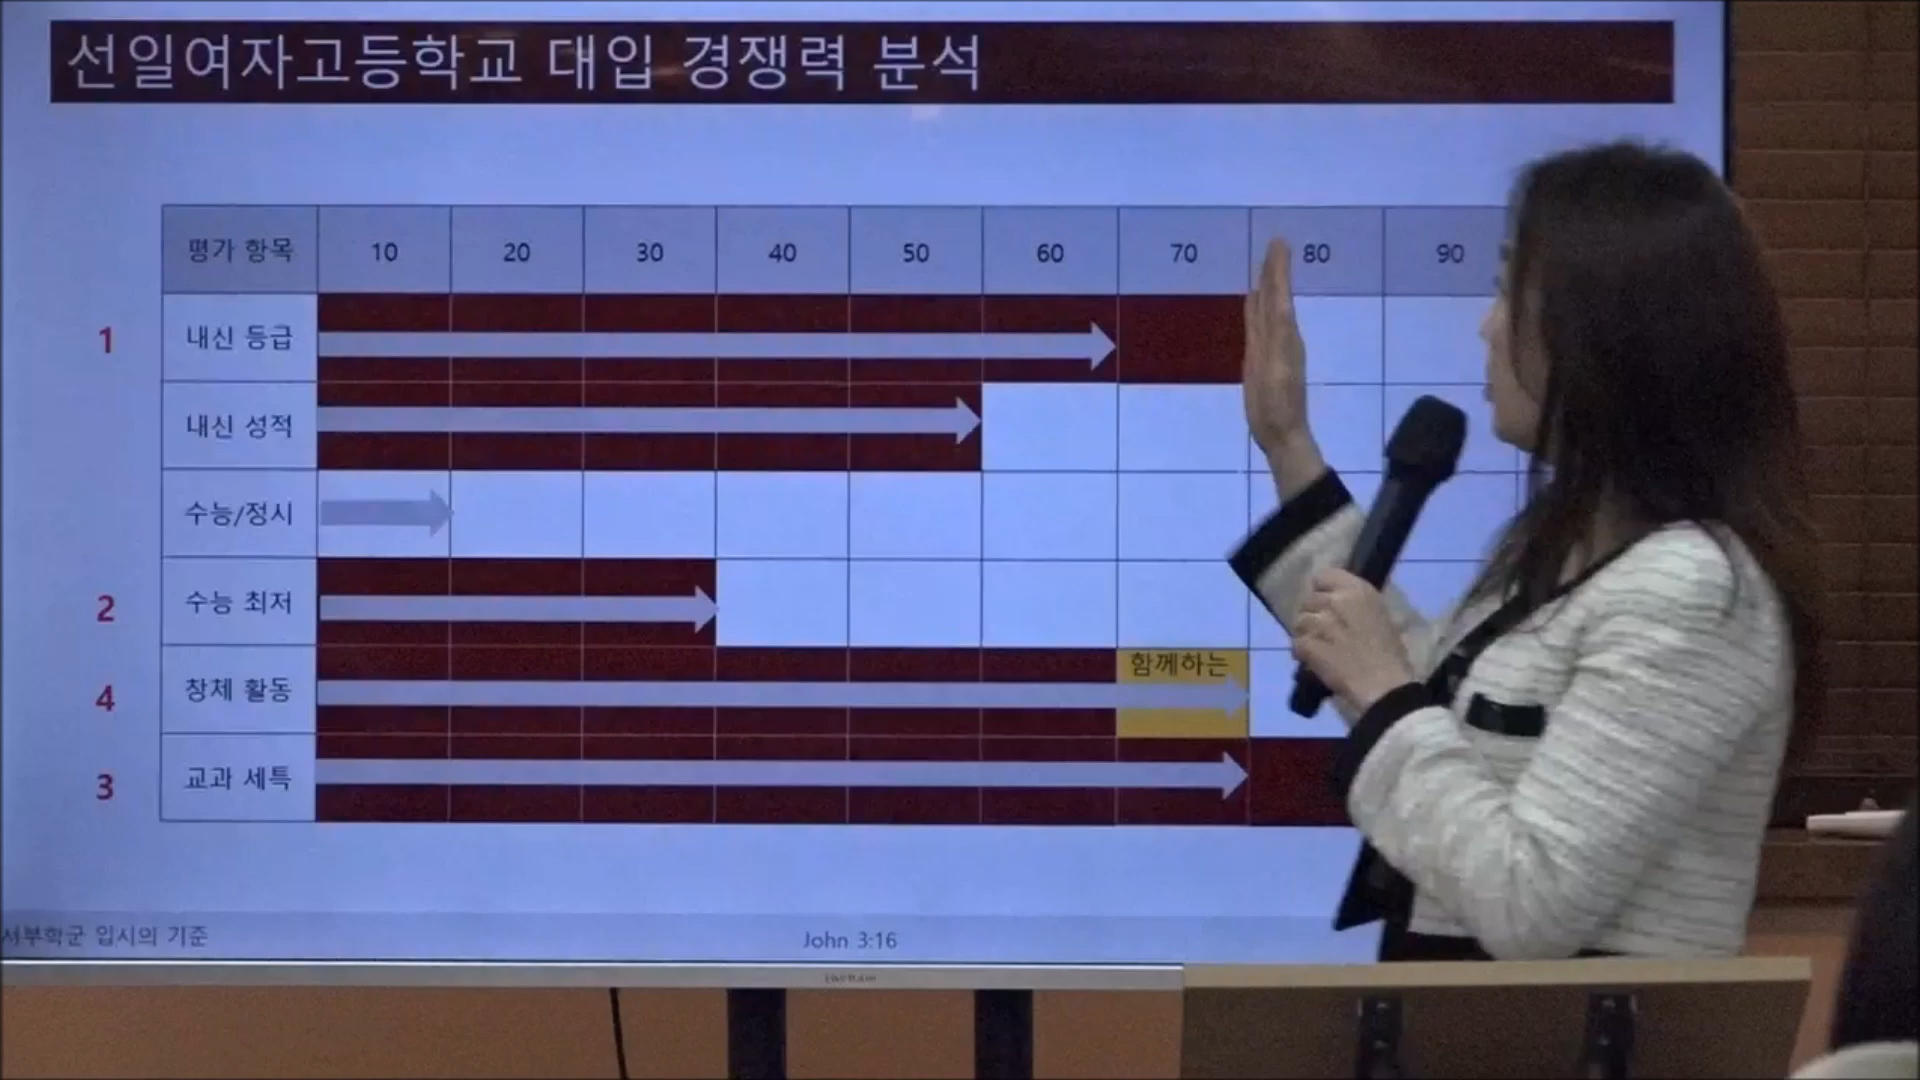 선일여자고등학교 대입 경쟁력 분석
평가 항목 10 20 30 40 50 60 70 80 90
1 내신 등급
내신 성적
수능/정시
2 수능 최저
4 창체 활동 함께하는
3 교과 세특
서부학군 입시의 기준
John 3:16